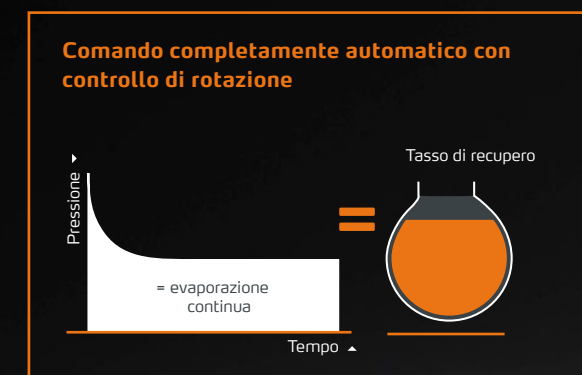 Comando completamente automatico con
controllo di rotazione
Tasso di recupero
Pressione
= evaporazione
continua
Tempo